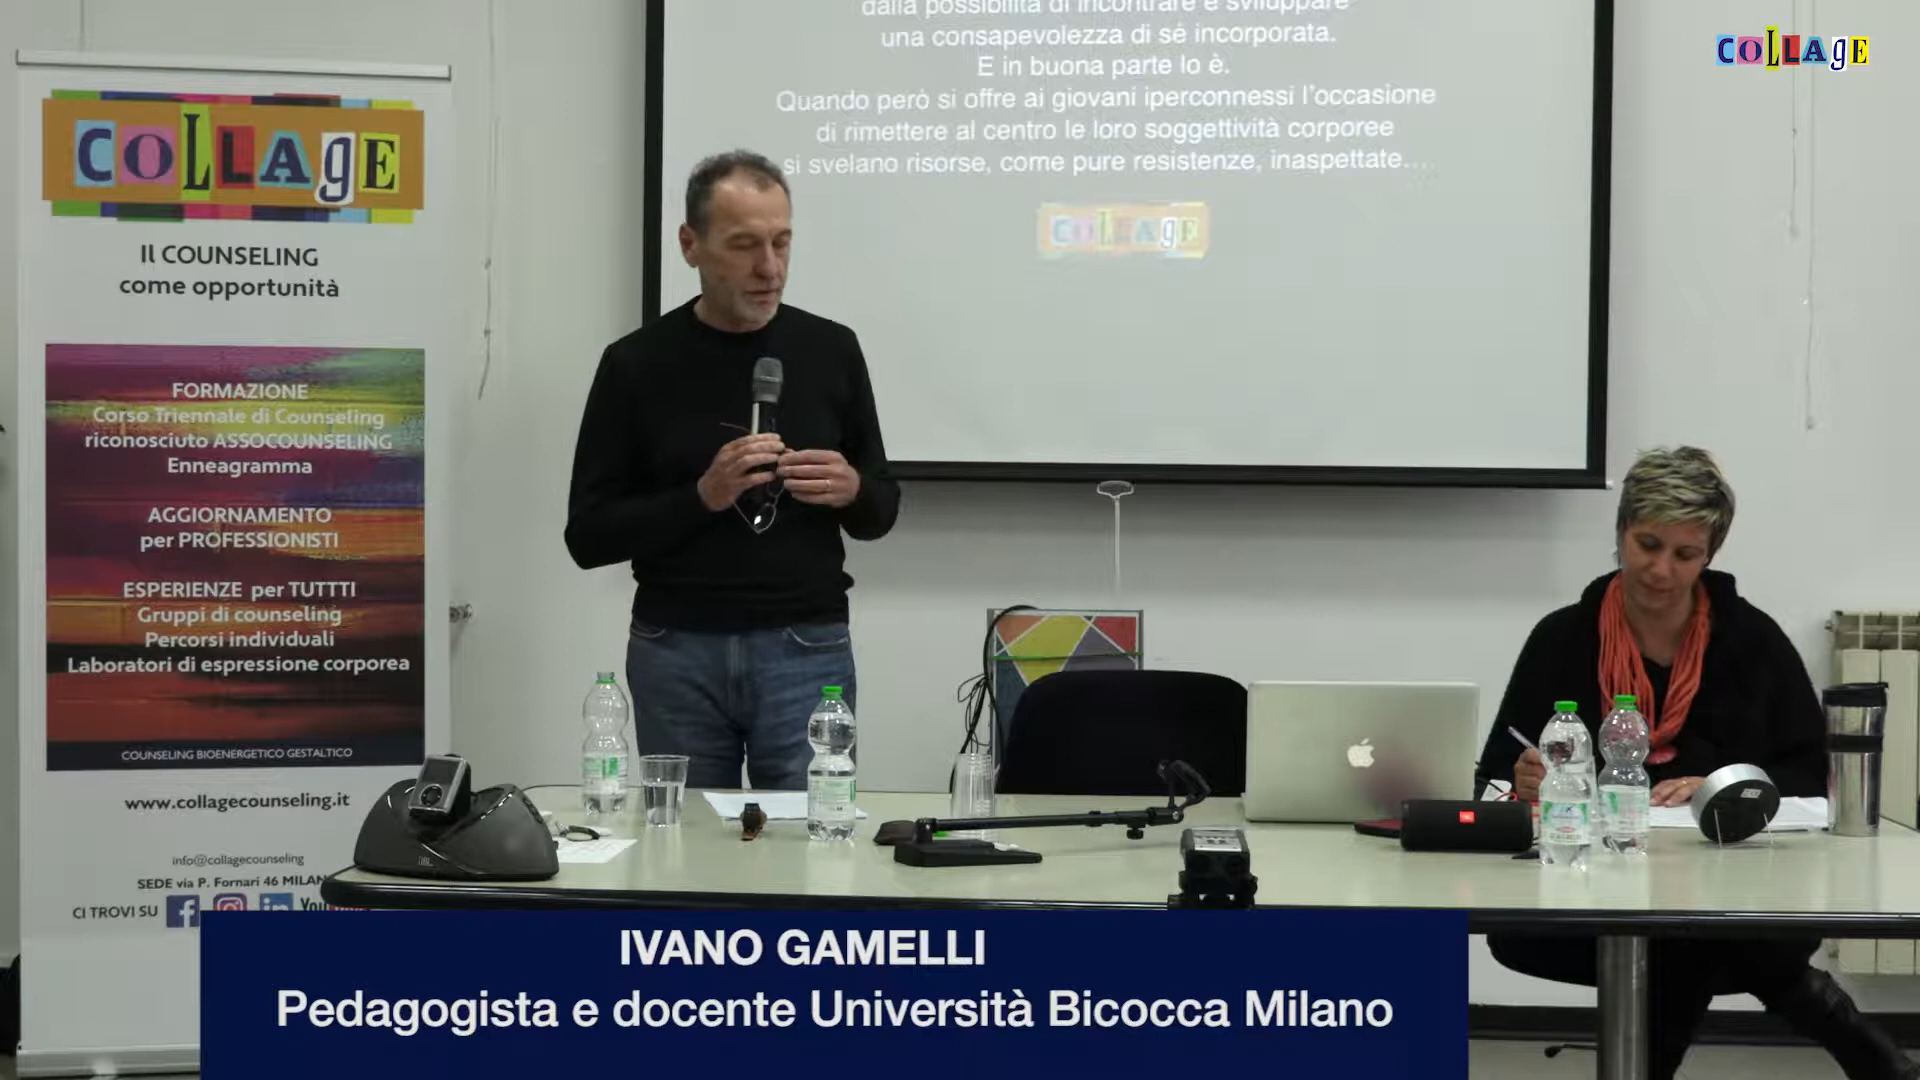 COLLAgE
Il COUNSELING
come opportunità
FORMAZIONE
Corso Triennale di Counseling
riconosciuto ASSOCOUNSELING
Enneagramma
AGGIORNAMENTO
per PROFESSIONISTI
ESPERIENZE per TUTTTI
Gruppi di counseling
Percorsi individuali
Laboratori di espressione corporea
COUNSELING BIOENERGETICO GESTALTICO
www.collagecounseling.it
info@collagecounseling
SEDE via P. Fornari 46 MILAN
CI TROVI SU
dalla possibilità di incontrare e sviluppare
una consapevolezza di sé incorporata.
E in buona parte lo è.
Quando però si offre ai giovani iperconnessi l'occasione
di rimettere al centro le loro soggettività corporee
si svelano risorse, come pure resistenze, inaspettate....
COLLAgE
COLLAgE
JBL
IVANO GAMELLI
Pedagogista e docente Università Bicocca Milano